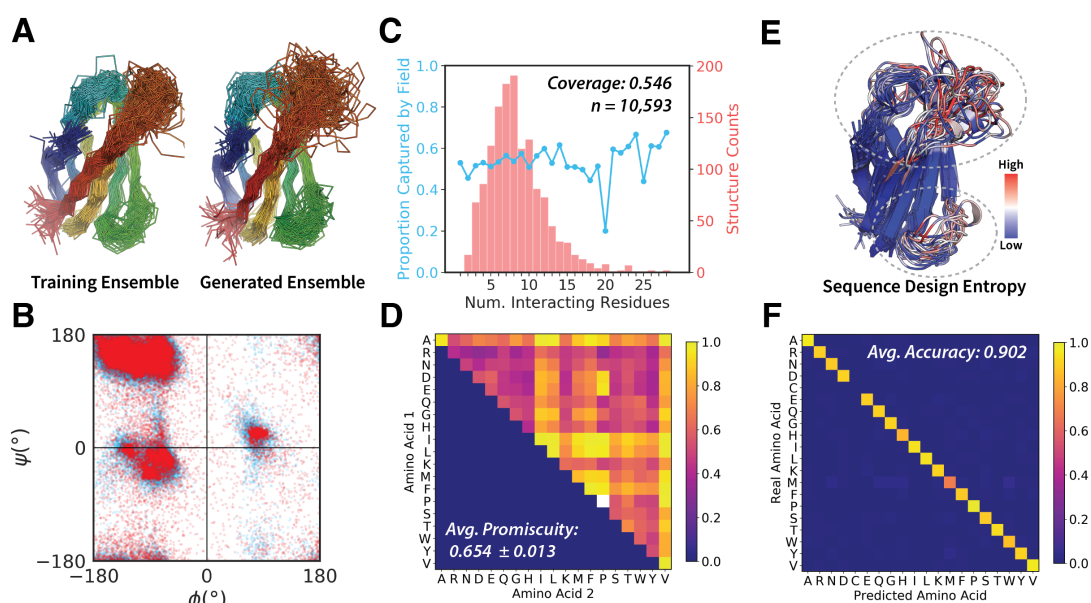 A
Training Ensemble
Generated Ensemble
B
180
0
−180
−180
0
180
ψ(°)
ϕ(°)
C
1.0
0.8
0.6
0.4
0.2
0.0
Proportion Captured by Field
Coverage: 0.546
n = 10,593
200
150
100
50
0
Structure Counts
5
10
15
20
25
Num. Interacting Residues
D
A
R
N
D
E
Q
G
H
I
L
K
M
F
P
S
T
W
Y
V
Amino Acid 1
Avg. Promiscuity:
0.654 ± 0.013
A R N D E Q G H I L K M F P S T W Y V
Amino Acid 2
1.0
0.8
0.6
0.4
0.2
0.0
E
High
Low
Sequence Design Entropy
F
A
R
N
D
C
E
Q
G
H
I
L
K
M
F
P
S
T
W
Y
V
Real Amino Acid
Avg. Accuracy: 0.902
A R N D C E Q G H I L K M F P S T W Y V
Predicted Amino Acid
1.0
0.8
0.6
0.4
0.2
0.0